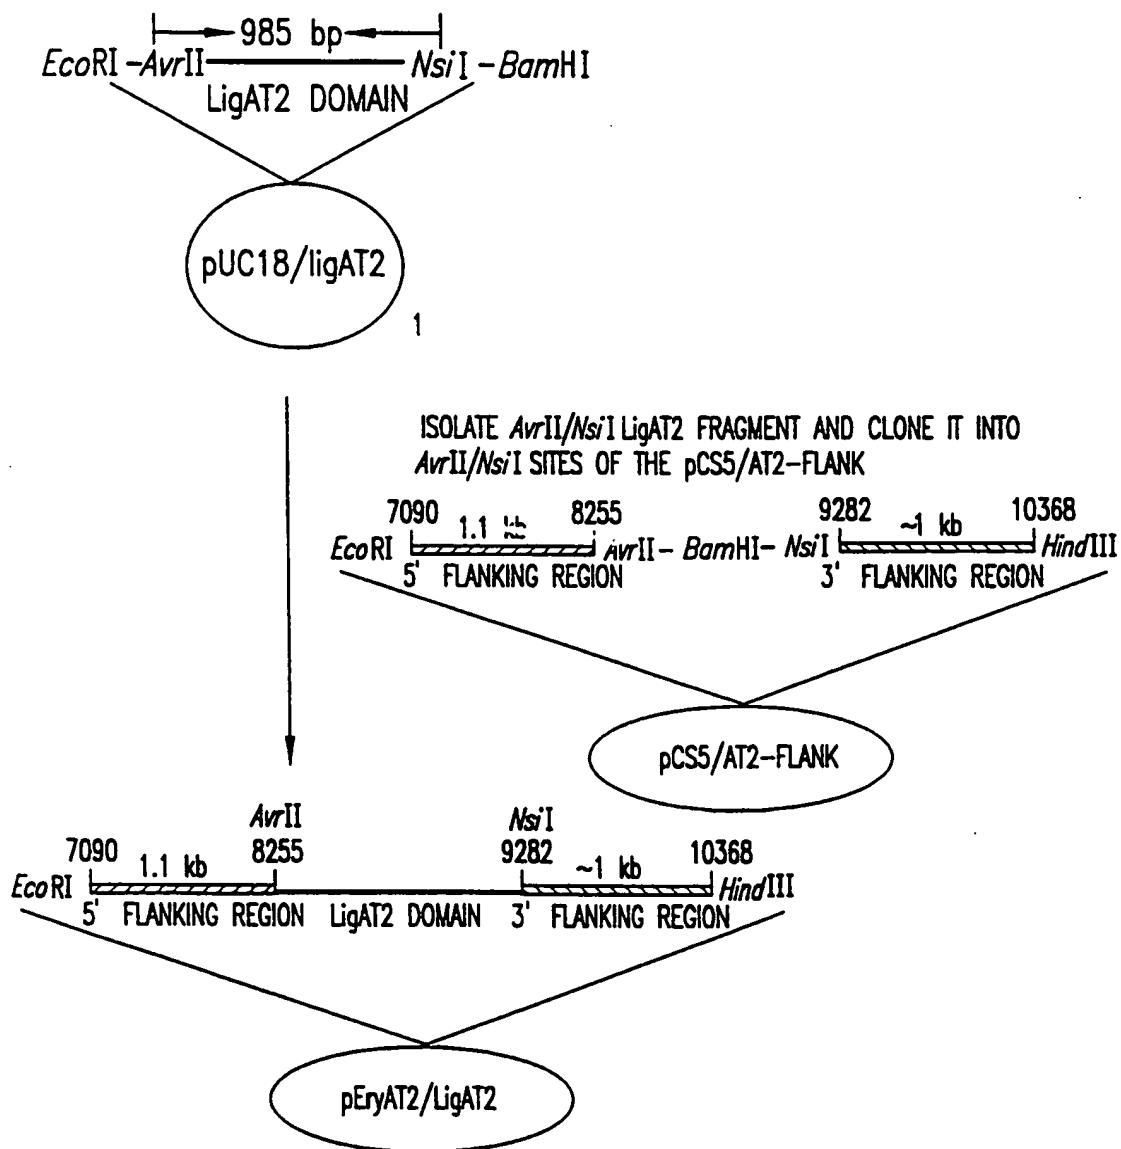 985 bp
EcoRI-AvrII NsiI-BamHI
LigAT2 DOMAIN
pUC18/ligAT2
1
ISOLATE AvrII/NsiI LigAT2 FRAGMENT AND CLONE IT INTO
AvrII/NsiI SITES OF THE pCS5/AT2-FLANK
7090 1.1 kb 8255 9282 ~1 kb 10368
EcoRI AvrII-BamHI-NsiI HindIII
5' FLANKING REGION 3' FLANKING REGION
pCS5/AT2-FLANK
AvrII NsiI
7090 1.1 kb 8255 9282 ~1 kb 10368
EcoRI HindIII
5' FLANKING REGION LigAT2 DOMAIN 3' FLANKING REGION
pEryAT2/LigAT2